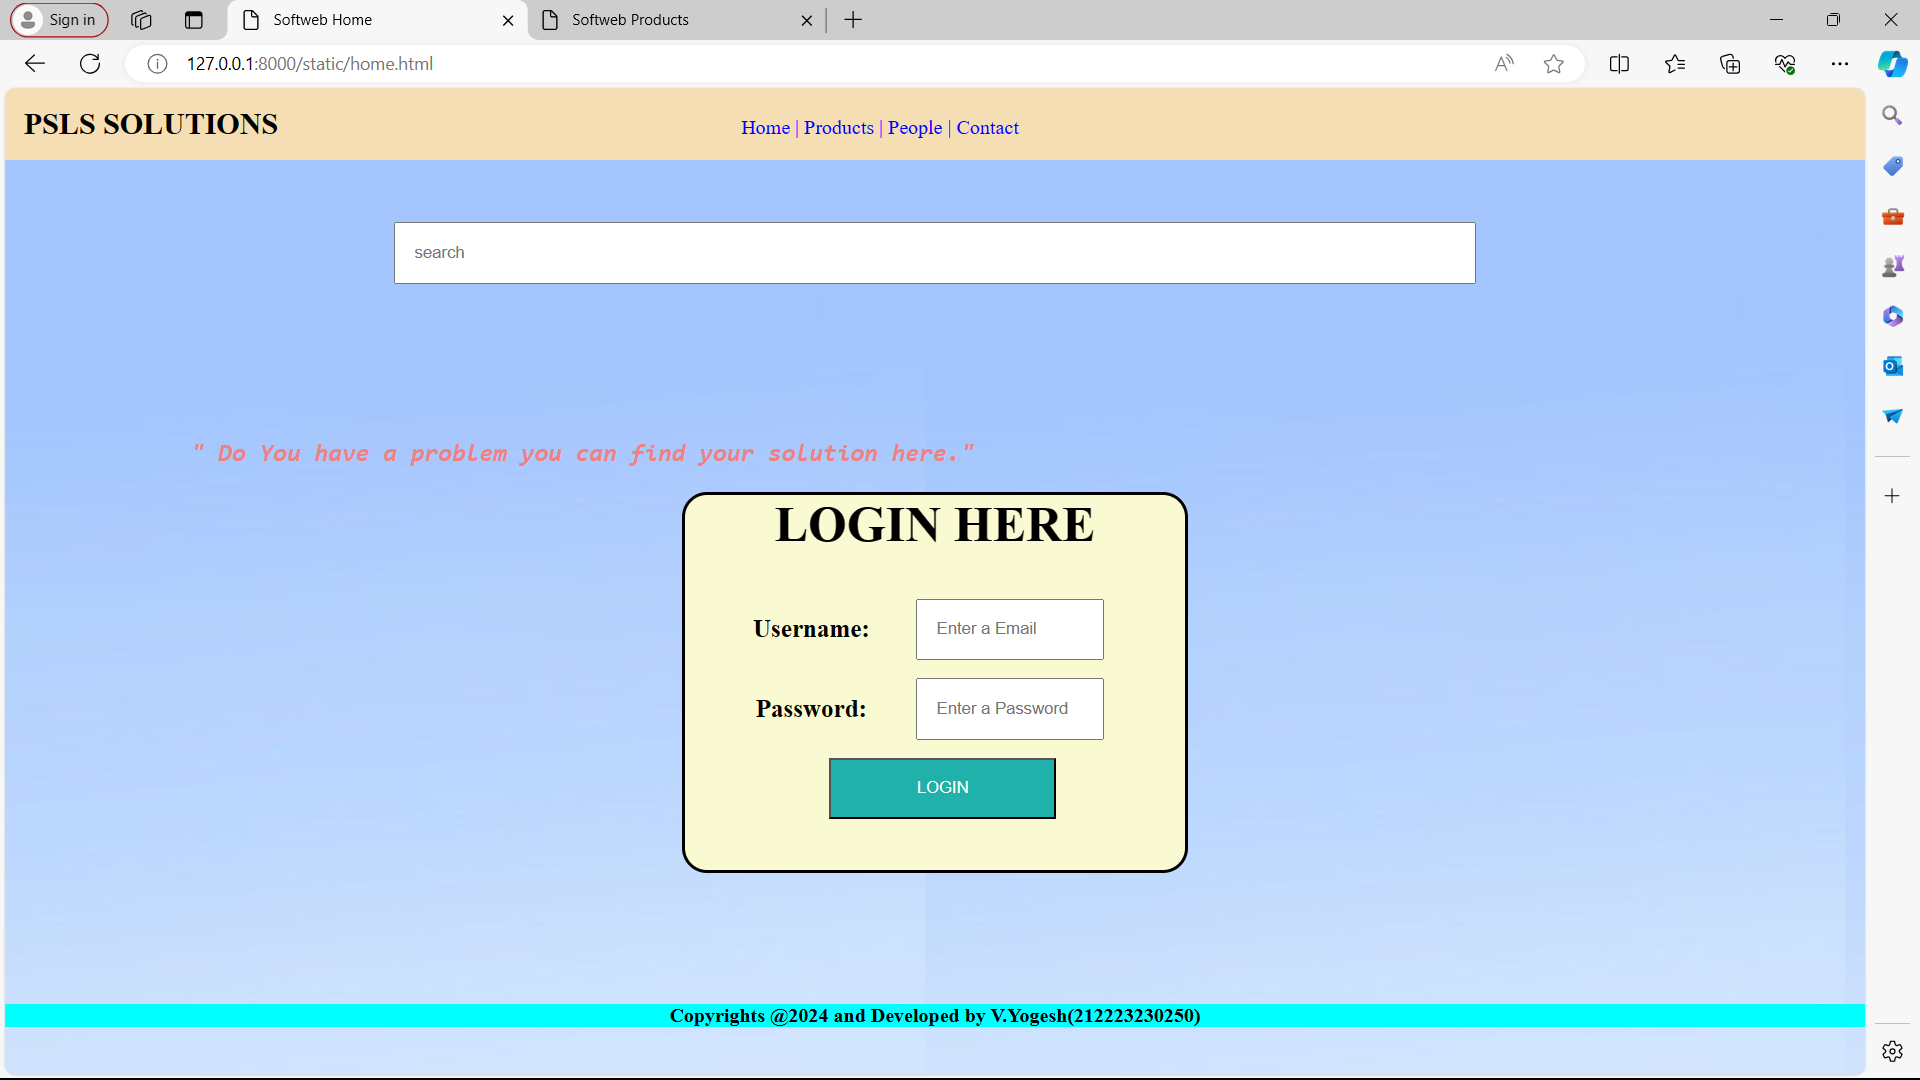 Sign in
Softweb Home
Softweb Products
127.0.0.1:8000/static/home.html
PSLS SOLUTIONS
Home | Products | People | Contact
search
" Do You have a problem you can find your solution here."
LOGIN HERE
Username: Enter a Email
Password: Enter a Password
LOGIN
Copyrights @2024 and Developed by V.Yogesh(212223230250)